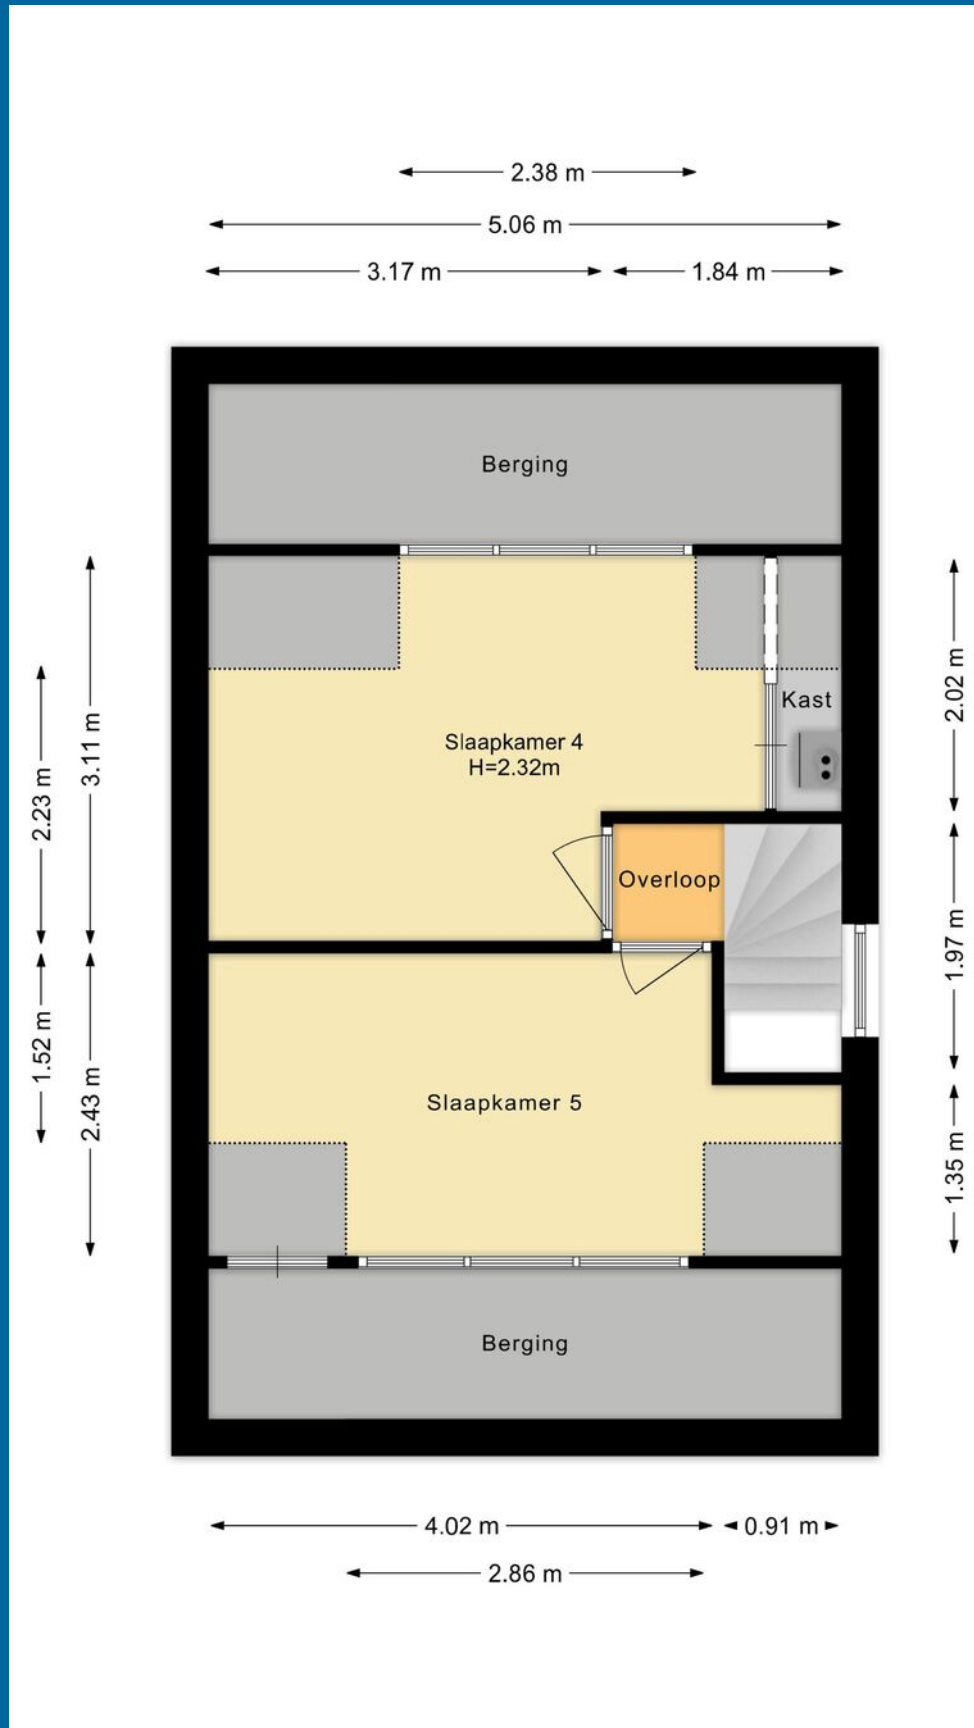 2.38 m
5.06 m
3.17 m
1.84 m
Berging
3.11 m
2.23 m
2.02 m
Kast
Slaapkamer 4
H=2.32m
Overloop
1.97 m
1.52 m
2.43 m
Slaapkamer 5
1.35 m
Berging
4.02 m
0.91 m
2.86 m